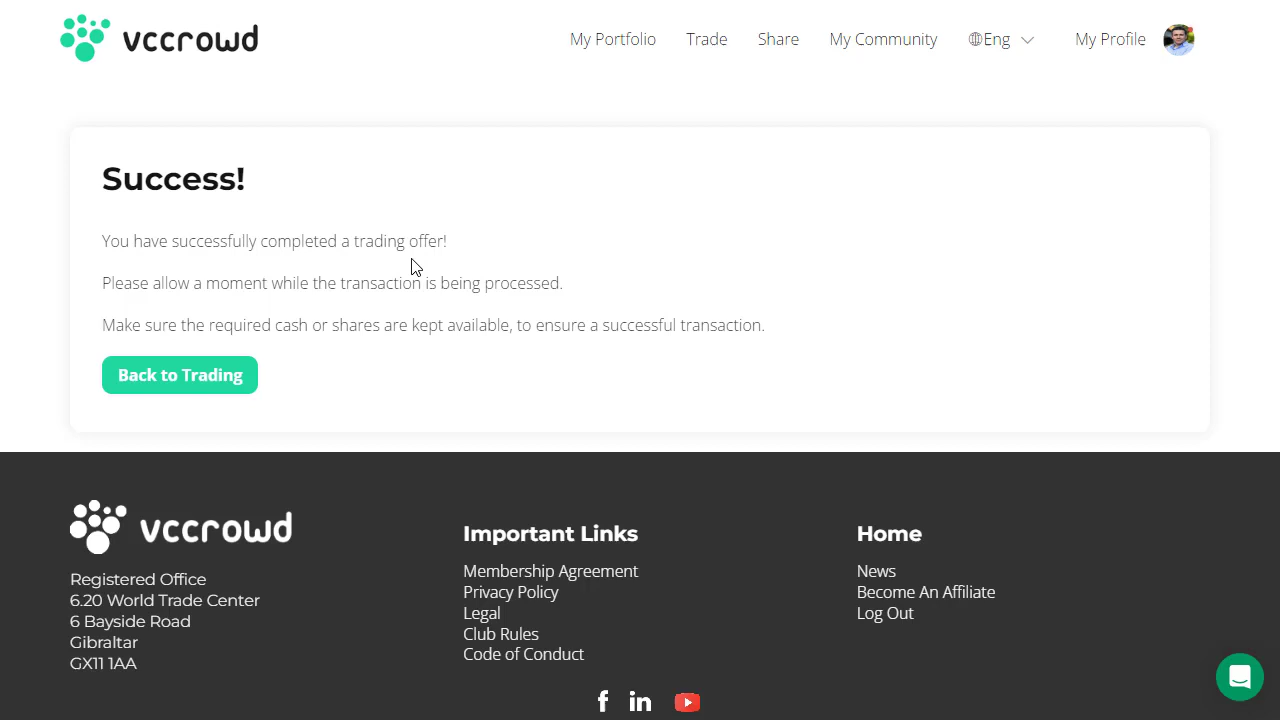 vccrowd
My Portfolio
Trade
Share
My Community
Eng
My Profile
Success!
You have successfully completed a trading offer!
Please allow a moment while the transaction is being processed.
Make sure the required cash or shares are kept available, to ensure a successful transaction.
Back to Trading
vccrowd
Registered Office
6.20 World Trade Center
6 Bayside Road
Gibraltar
GX11 1AA
Important Links
Membership Agreement
Privacy Policy
Legal
Club Rules
Code of Conduct
Home
News
Become An Affiliate
Log Out
f
in